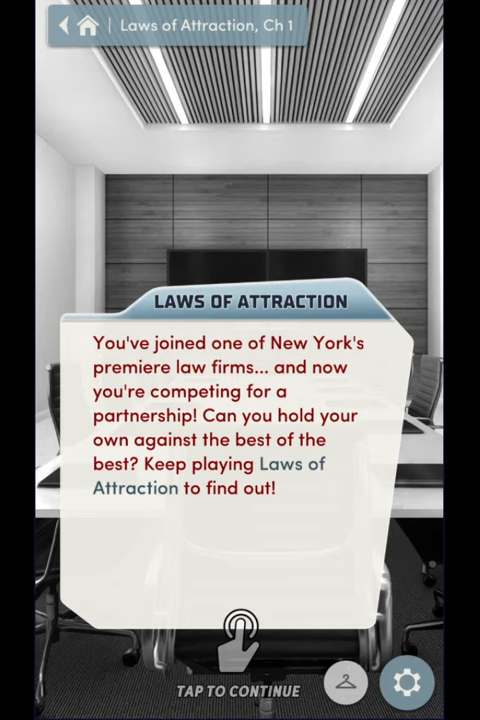 Laws of Attraction, Ch 1
LAWS OF ATTRACTION
You've joined one of New York's
premiere law firms... and now
you're competing for a
partnership! Can you hold your
own against the best of the
best? Keep playing Laws of
Attraction to find out!
TAP TO CONTINUE